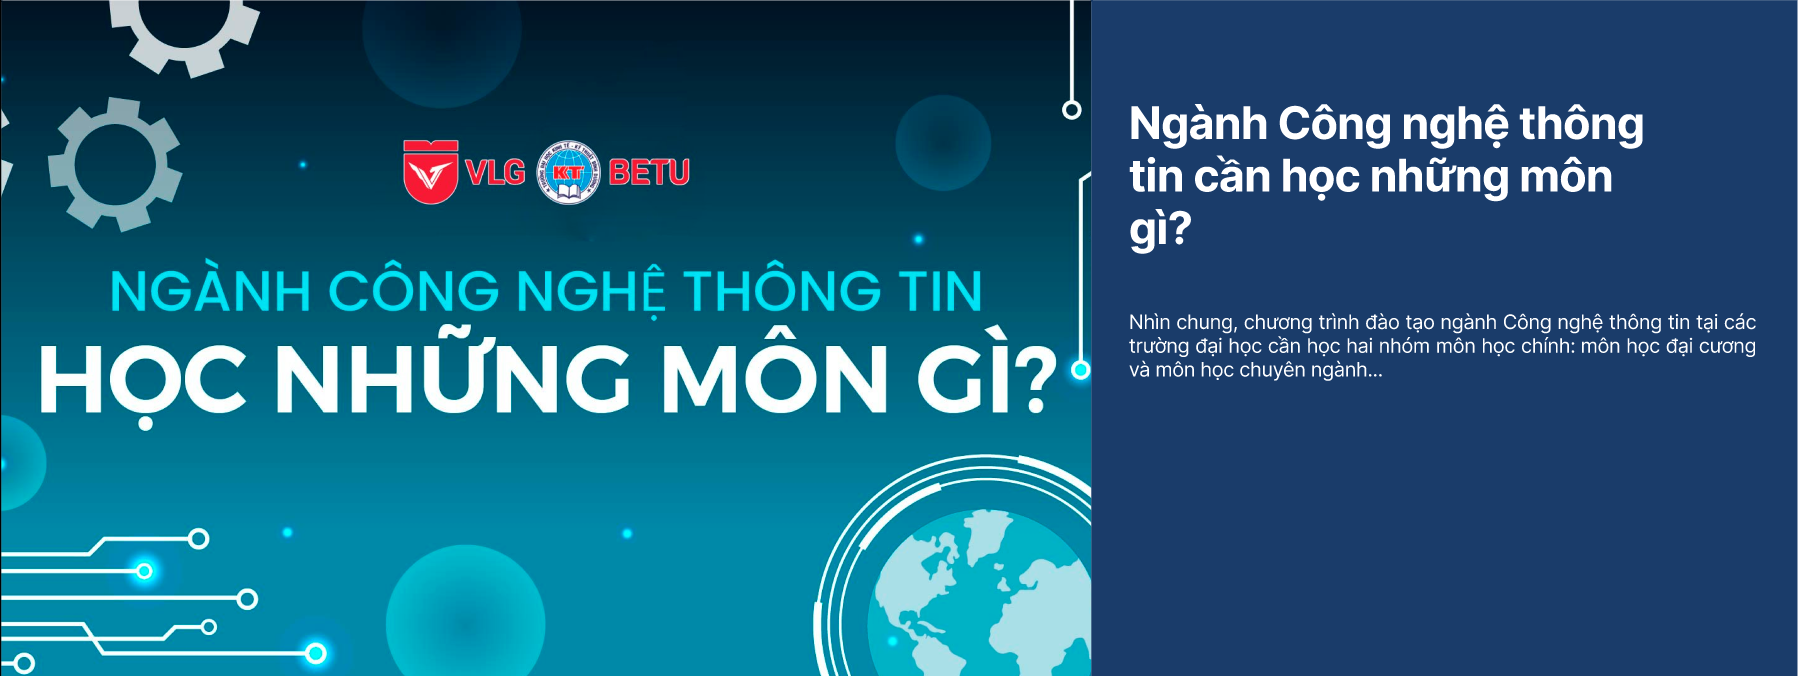 VLG
KT
BETU
NGÀNH CÔNG NGHỆ THÔNG TIN
HỌC NHỮNG MÔN GÌ?
Ngành Công nghệ thông
tin cần học những môn
gì?
Nhìn chung, chương trình đào tạo ngành Công nghệ thông tin tại các
trường đại học cần học hai nhóm môn học chính: môn học đại cương
và môn học chuyên ngành...